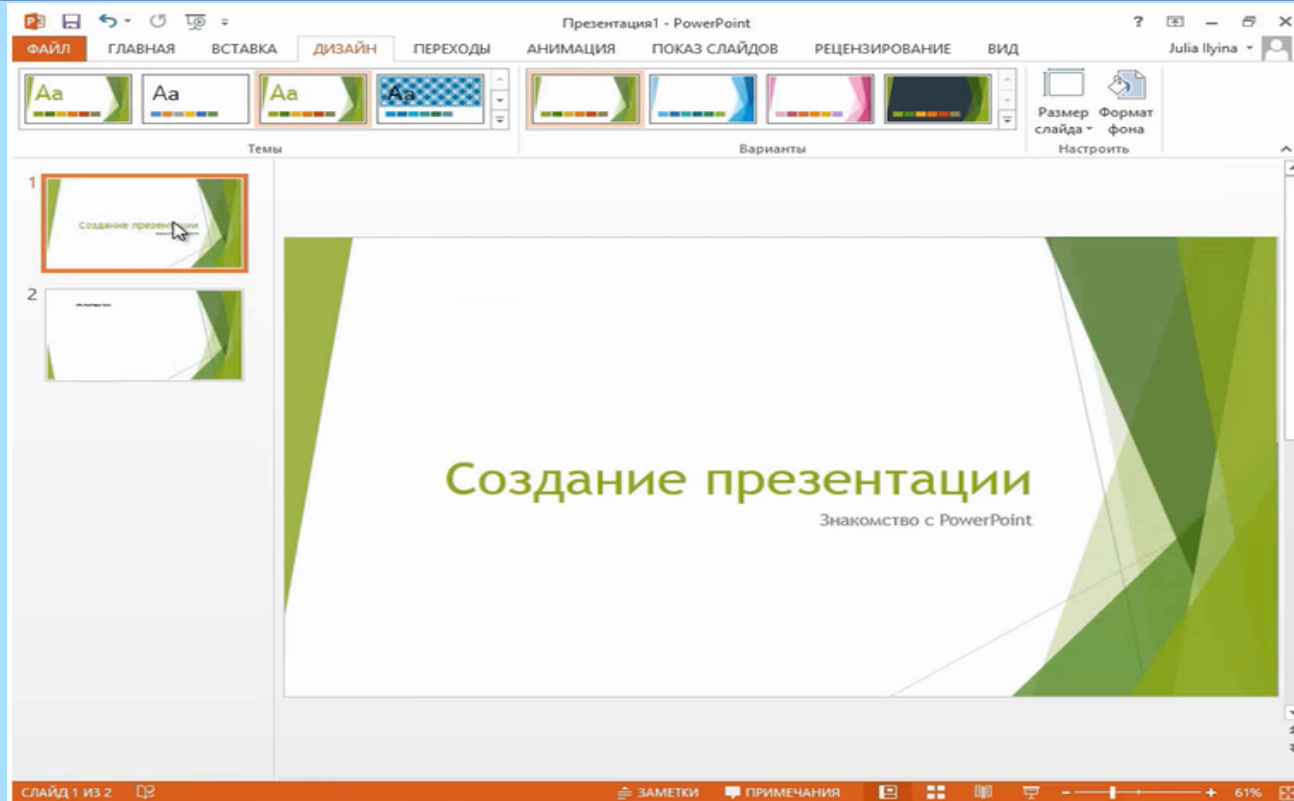 Презентация1 - PowerPoint
ФАЙЛ ГЛАВНАЯ ВСТАВКА ДИЗАЙН ПЕРЕХОДЫ АНИМАЦИЯ ПОКАЗ СЛАЙДОВ РЕЦЕНЗИРОВАНИЕ ВИД Julia Ilyina
Aa Aa Aa Aa
Размер слайда
Формат фона
Темы Варианты Настроить
1
Создание презентации
2
Создание презентации
Знакомство с PowerPoint
СЛАЙД 1 ИЗ 2 ЗАМЕТКИ ПРИМЕЧАНИЯ 61%